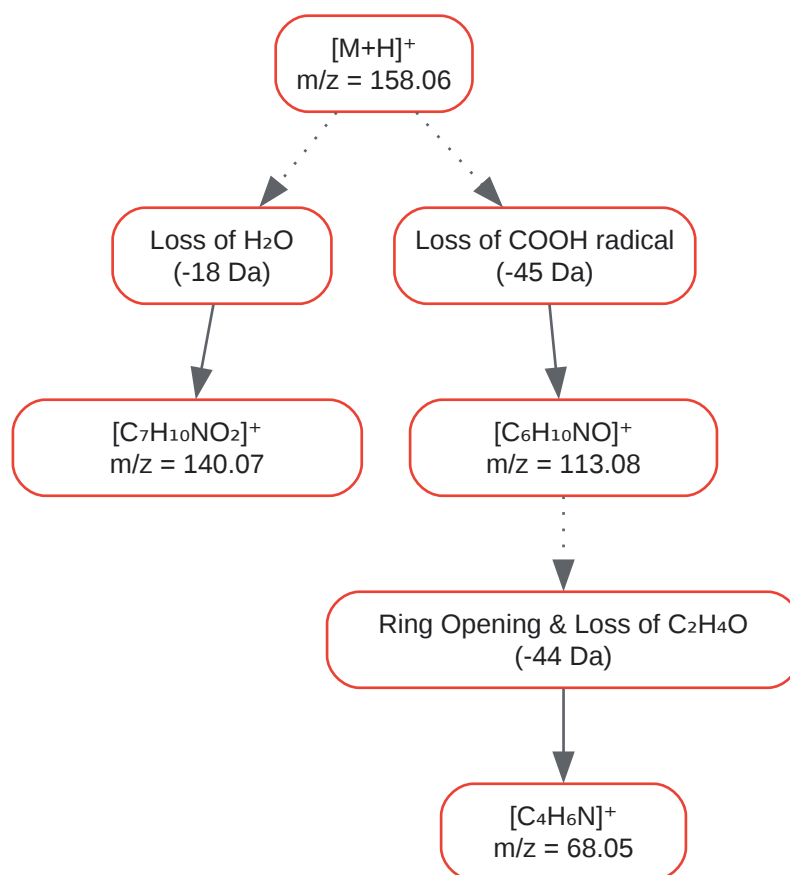 [M+H]⁺
m/z = 158.06
Loss of H₂O
(-18 Da)
Loss of COOH radical
(-45 Da)
[C₇H₁₀NO₂]⁺
m/z = 140.07
[C₆H₁₀NO]⁺
m/z = 113.08
Ring Opening & Loss of C₂H₄O
(-44 Da)
[C₄H₆N]⁺
m/z = 68.05